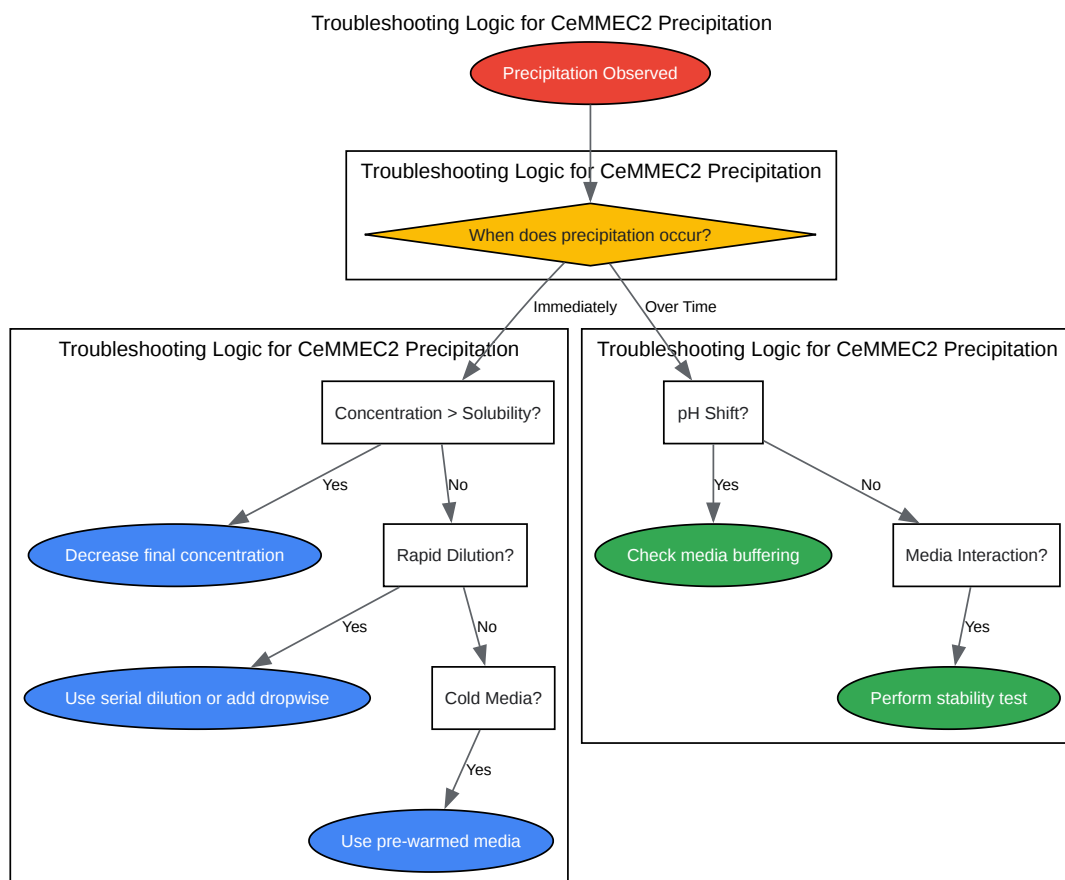 Troubleshooting Logic for CeMMEC2 Precipitation
Precipitation Observed
Troubleshooting Logic for CeMMEC2 Precipitation
When does precipitation occur?
Immediately
Over Time
Troubleshooting Logic for CeMMEC2 Precipitation
Concentration > Solubility?
Yes
No
Decrease final concentration
Rapid Dilution?
Yes
No
Use serial dilution or add dropwise
Cold Media?
Yes
Use pre-warmed media
Troubleshooting Logic for CeMMEC2 Precipitation
pH Shift?
Yes
No
Check media buffering
Media Interaction?
Yes
Perform stability test